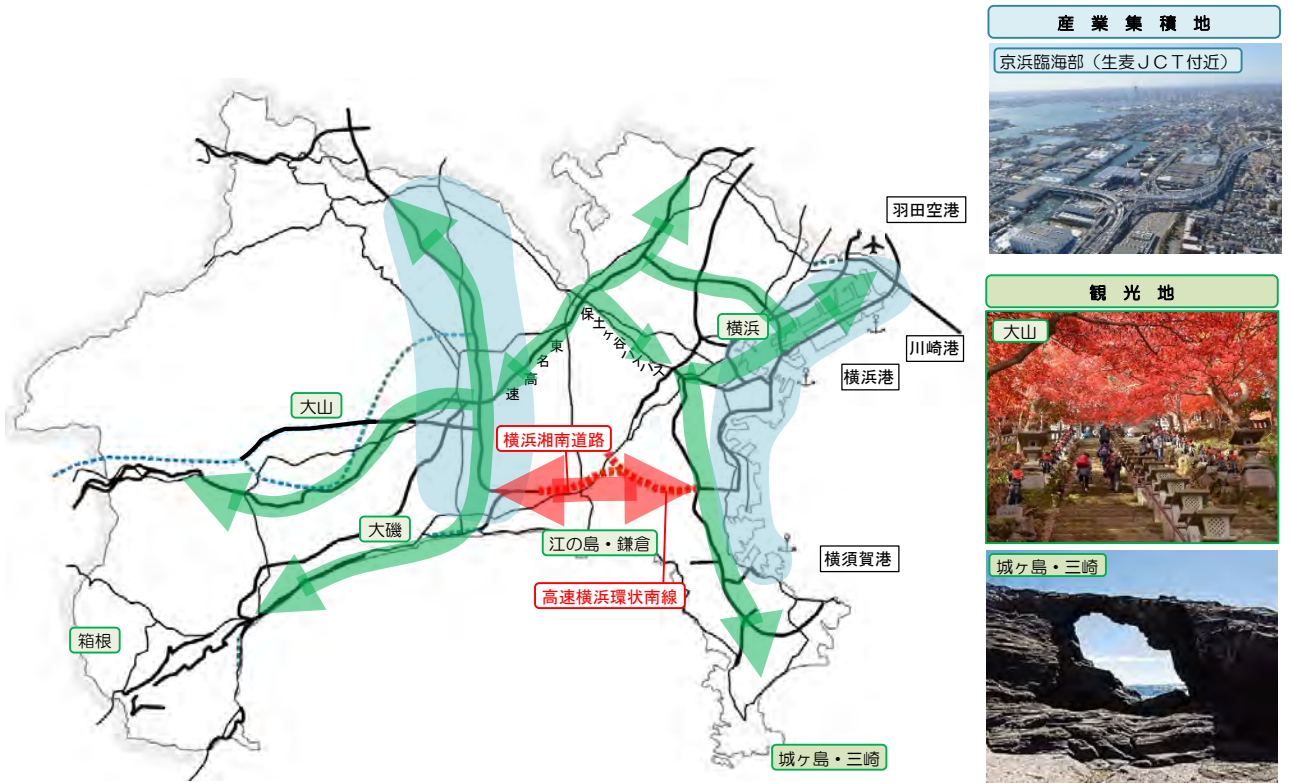 産業集積地
京浜臨海部（生麦ＪＣＴ付近）
羽田空港
川崎港
横浜
横浜港
保土ヶ谷バイパス
東名高速
大山
横浜湘南道路
大磯
江の島・鎌倉
横須賀港
高速横浜環状南線
箱根
城ヶ島・三崎
観光地
大山
城ヶ島・三崎